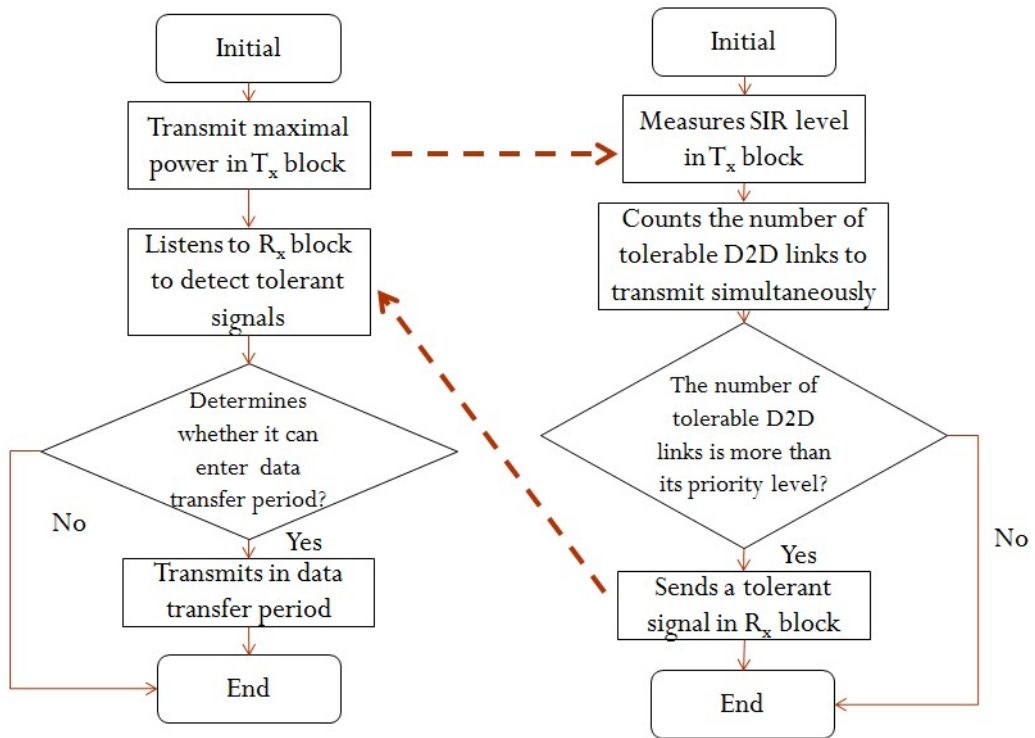 Initial
Transmit maximal
power in Tx block
Listens to Rx block
to detect tolerant
signals
Determines
whether it can
enter data
transfer period?
No
Yes
Transmits in data
transfer period
End
Initial
Measures SIR level
in Tx block
Counts the number of
tolerable D2D links to
transmit simultaneously
The number of
tolerable D2D
links is more than
its priority level?
No
Yes
Sends a tolerant
signal in Rx block
End